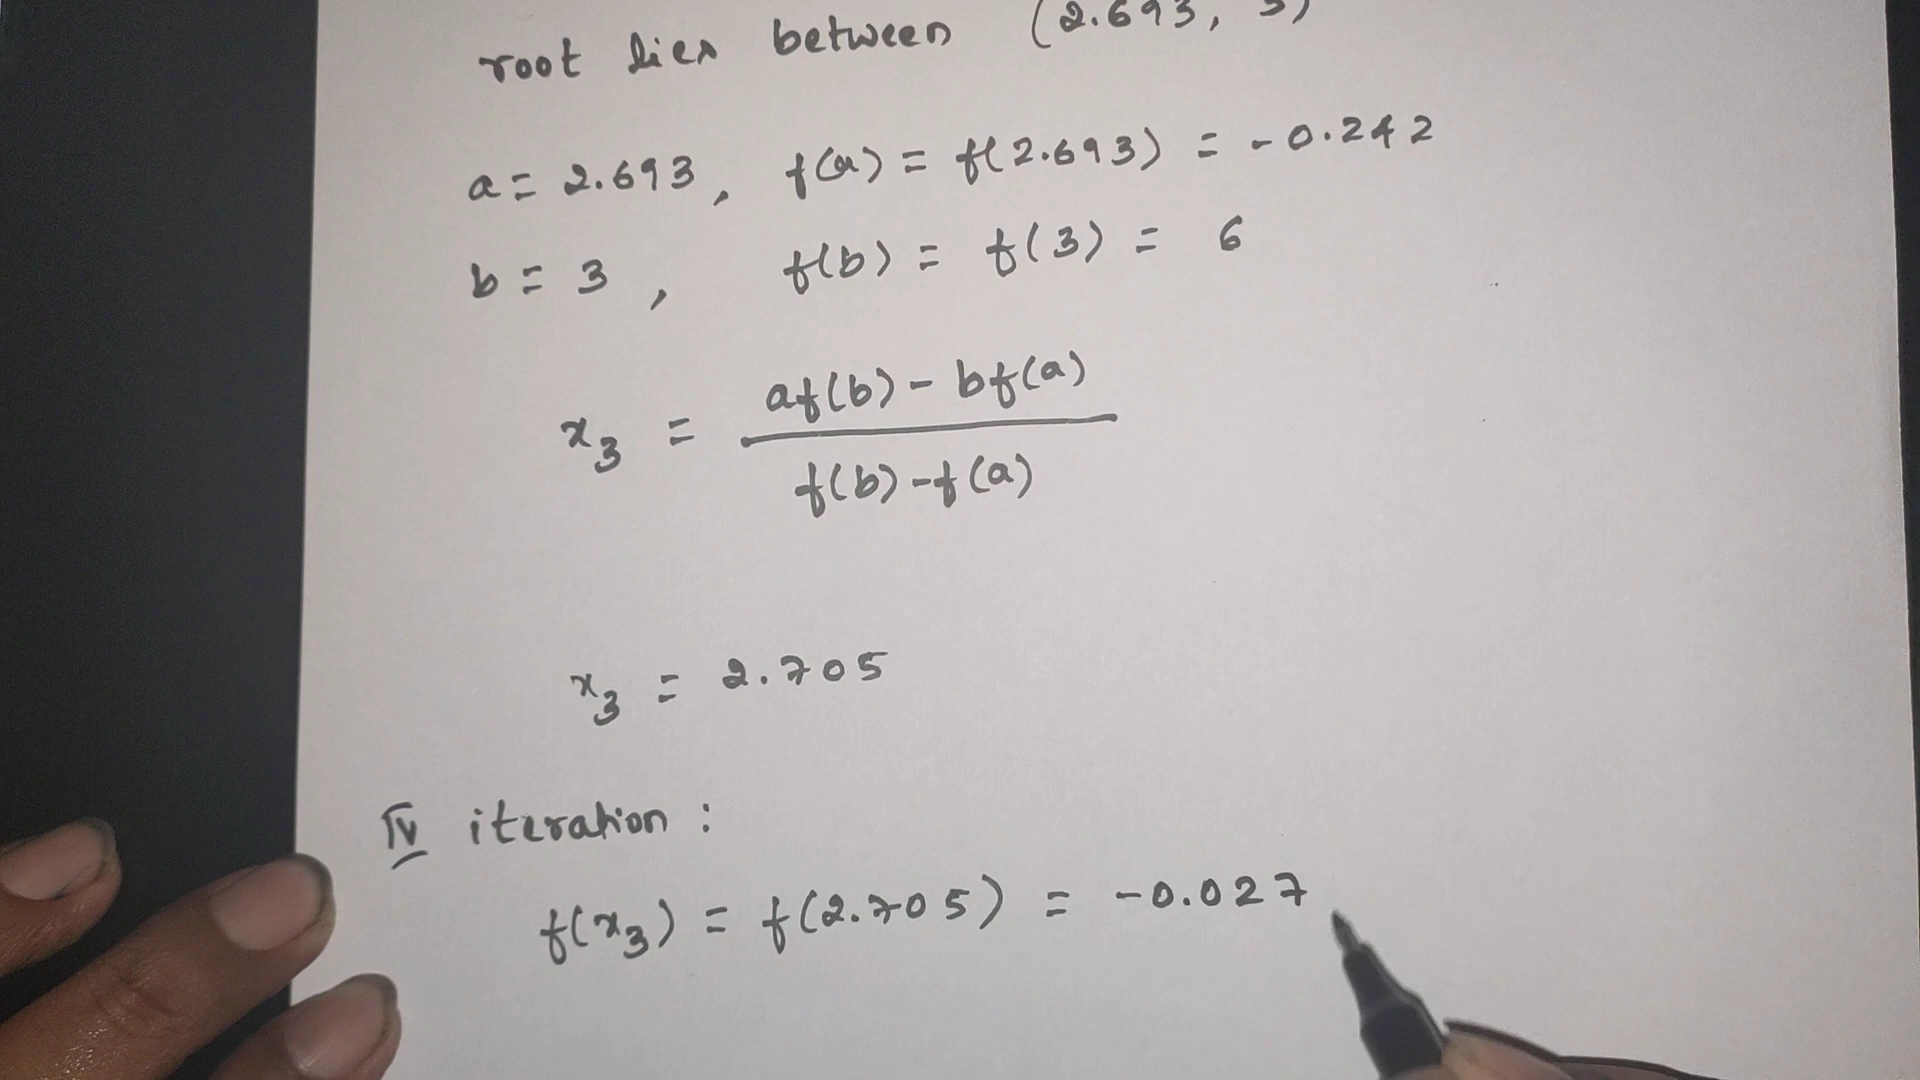 root lies between (2.693, 3)
a = 2.693, f(a) = f(2.693) = -0.242
b = 3, f(b) = f(3) = 6
x₃ = af(b) - bf(a) / f(b) - f(a)
x₃ = 2.705
IV iteration :
f(x₃) = f(2.705) = -0.027